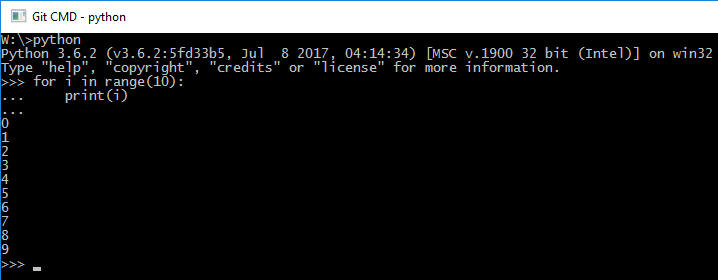 Git CMD - python
W:\>python
Python 3.6.2 (v3.6.2:5fd33b5, Jul  8 2017, 04:14:34) [MSC v.1900 32 bit (Intel)] on win32
Type "help", "copyright", "credits" or "license" for more information.
>>> for i in range(10):
...     print(i)
...
0
1
2
3
4
5
6
7
8
9
>>>